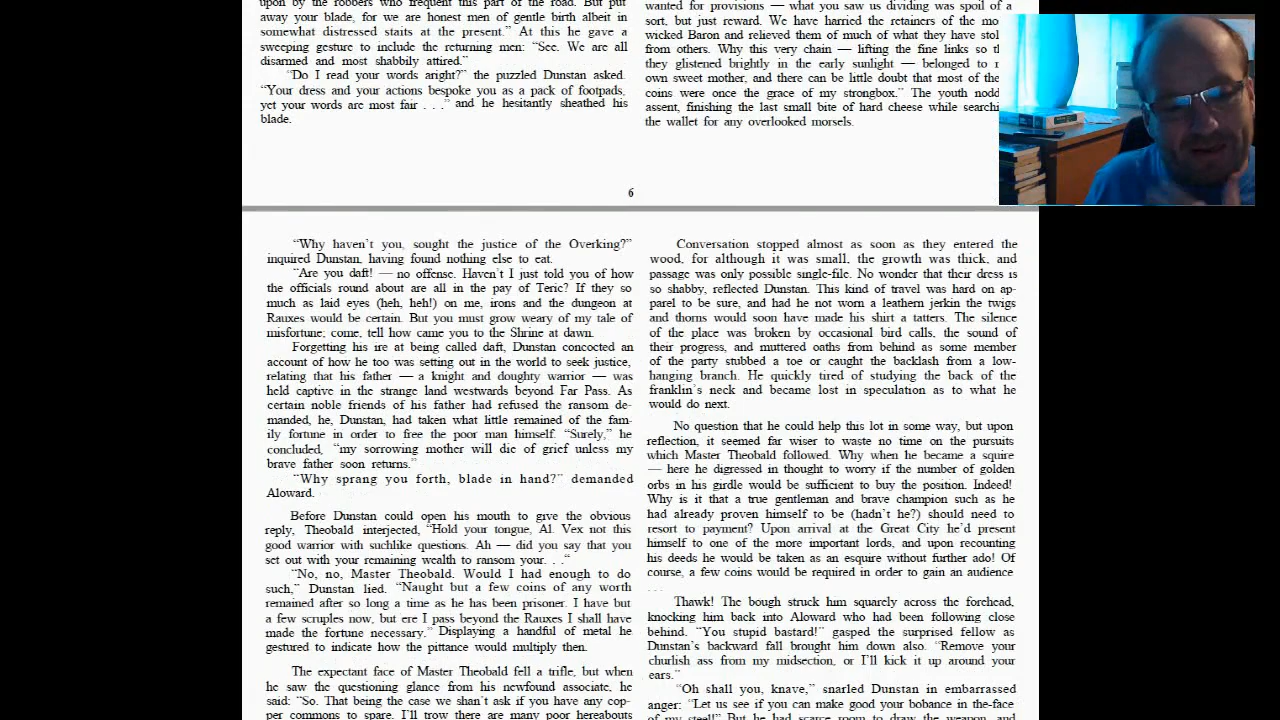 upon by the robbers who frequent this part of the road. But put
away your blade, for we are honest men of gentle birth albeit in
somewhat distressed staits at the present.” At this he gave a
sweeping gesture to include the returning men: “See. We are all
disarmed and most shabbily attired.”
“Do I read your words aright?” the puzzled Dunstan asked.
“Your dress and your actions bespoke you as a pack of footpads,
yet your words are most fair . . .” and he hesitantly sheathed his
blade.
wanted for provisions — what you saw us dividing was spoil of a
sort, but just reward. We have harried the retainers of the mo
wicked Baron and relieved them of much of what they have stol
from others. Why this very chain — lifting the fine links so t
they glistened brightly in the early sunlight — belonged to
own sweet mother, and there can be little doubt that most of the
coins were once the grace of my strongbox.” The youth nodd
assent, finishing the last small bite of hard cheese while searchi
the wallet for any overlooked morsels.
6
“Why haven’t you, sought the justice of the Overking?”
inquired Dunstan, having found nothing else to eat.
“Are you daft! — no offense. Haven’t I just told you of how
the officials round about are all in the pay of Teric? If they so
much as laid eyes (heh, heh!) on me, irons and the dungeon at
Rauxes would be certain. But you must grow weary of my tale of
misfortune; come, tell how came you to the Shrine at dawn.
Forgetting his ire at being called daft, Dunstan concocted an
account of how he too was setting out in the world to seek justice,
relating that his father — a knight and doughty warrior — was
held captive in the strange land westwards beyond Far Pass. As
certain noble friends of his father had refused the ransom de-
manded, he, Dunstan, had taken what little remained of the fam-
ily fortune in order to free the poor man himself. “Surely,” he
concluded, “my sorrowing mother will die of grief unless my
brave father soon returns.”
“Why sprang you forth, blade in hand?” demanded
Aloward.
Before Dunstan could open his mouth to give the obvious
reply, Theobald interjected, “Hold your tongue, Al. Vex not this
good warrior with suchlike questions. Ah — did you say that you
set out with your remaining wealth to ransom your. . .“
“No, no, Master Theobald. Would I had enough to do
such,” Dunstan lied. “Naught but a few coins of any worth
remained after so long a time as he has been prisoner. I have but
a few scruples now, but ere I pass beyond the Rauxes I shall have
made the fortune necessary.” Displaying a handful of metal he
gestured to indicate how the pittance would multiply then.
The expectant face of Master Theobald fell a trifle, but when
he saw the questioning glance from his newfound associate, he
said: “So. That being the case we shan’t ask if you have any cop-
per commons to spare. I’ll trow there are many poor hereabouts
Conversation stopped almost as soon as they entered the
wood, for although it was small, the growth was thick, and
passage was only possible single-file. No wonder that their dress is
so shabby, reflected Dunstan. This kind of travel was hard on ap-
parel to be sure, and had he not worn a leathern jerkin the twigs
and thorns would soon have made his shirt a tatters. The silence
of the place was broken by occasional bird calls, the sound of
their progress, and muttered oaths from behind as some member
of the party stubbed a toe or caught the backlash from a low-
hanging branch. He quickly tired of studying the back of the
franklin’s neck and became lost in speculation as to what he
would do next.
No question that he could help this lot in some way, but upon
reflection, it seemed far wiser to waste no time on the pursuits
which Master Theobald followed. Why when he became a squire
— here he digressed in thought to worry if the number of golden
orbs in his girdle would be sufficient to buy the position. Indeed!
Why is it that a true gentleman and brave champion such as he
had already proven himself to be (hadn’t he?) should need to
resort to payment? Upon arrival at the Great City he’d present
himself to one of the more important lords, and upon recounting
his deeds he would be taken as an esquire without further ado! Of
course, a few coins would be required in order to gain an audience
. . .
Thawk! The bough struck him squarely across the forehead,
knocking him back into Aloward who had been following close
behind. “You stupid bastard!” gasped the surprised fellow as
Dunstan’s backward fall brought him down also. “Remove your
churlish ass from my midsection, or I’ll kick it up around your
ears.”
“Oh shall you, knave,” snarled Dunstan in embarrassed
anger: “Let us see if you can make good your bobance in the-face
of my steel!” But he had scarce room to draw the weapon, and